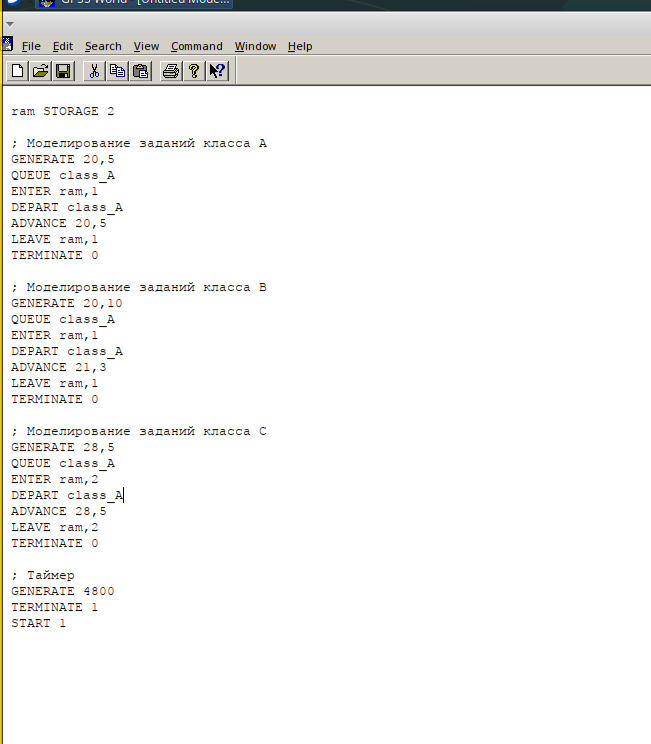 GPSS World - [Untitled Mode...
File Edit Search View Command Window Help
ram STORAGE 2
; Моделирование заданий класса A
GENERATE 20,5
QUEUE class_A
ENTER ram,1
DEPART class_A
ADVANCE 20,5
LEAVE ram,1
TERMINATE 0
; Моделирование заданий класса B
GENERATE 20,10
QUEUE class_A
ENTER ram,1
DEPART class_A
ADVANCE 21,3
LEAVE ram,1
TERMINATE 0
; Моделирование заданий класса C
GENERATE 28,5
QUEUE class_A
ENTER ram,2
DEPART class_A
ADVANCE 28,5
LEAVE ram,2
TERMINATE 0
; Таймер
GENERATE 4800
TERMINATE 1
START 1